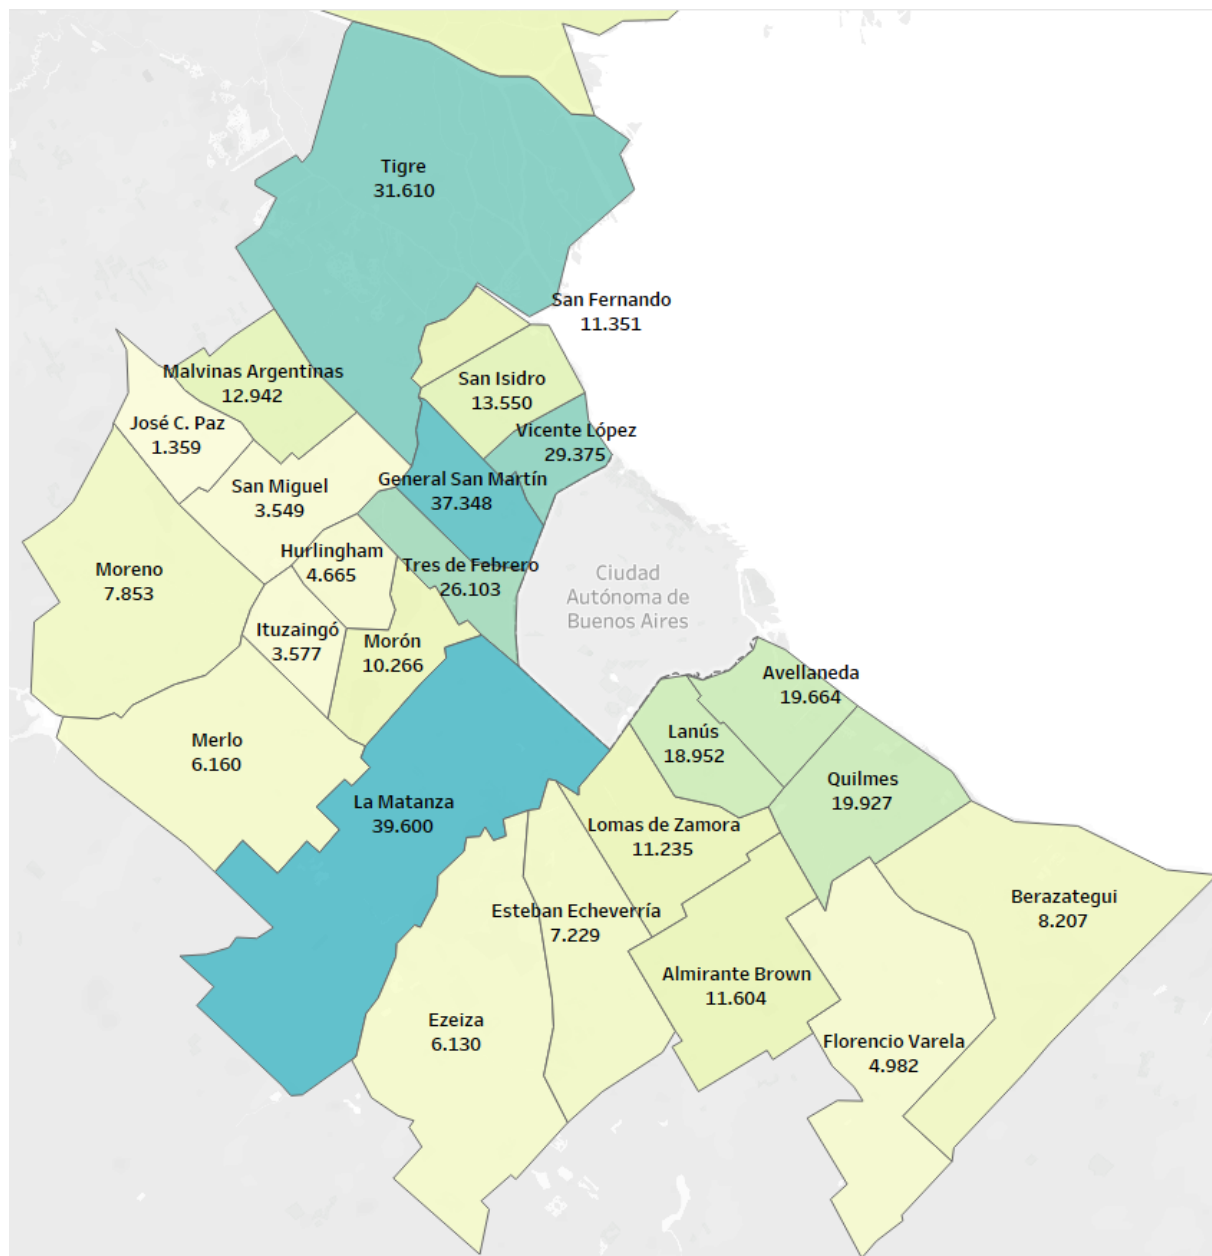 Tigre
31.610
San Fernando
11.351
Malvinas Argentinas
12.942
San Isidro
13.550
José C. Paz
1.359
Vicente López
29.375
General San Martín
37.348
San Miguel
3.549
Hurlingham
4.665
Tres de Febrero
26.103
Moreno
7.853
Ciudad
Autónoma de
Buenos Aires
Ituzaingó
3.577
Morón
10.266
Avellaneda
19.664
Merlo
6.160
Lanús
18.952
Quilmes
19.927
La Matanza
39.600
Lomas de Zamora
11.235
Berazategui
8.207
Esteban Echeverría
7.229
Almirante Brown
11.604
Ezeiza
6.130
Florencio Varela
4.982